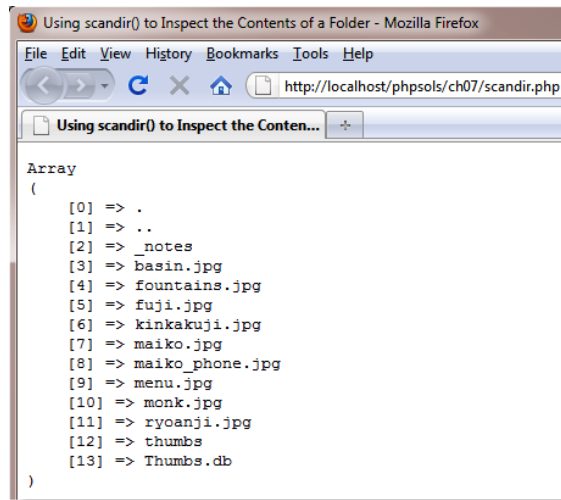 Using scandir() to Inspect the Contents of a Folder - Mozilla Firefox
File Edit View History Bookmarks Tools Help
http://localhost/phpsols/ch07/scandir.php
Using scandir() to Inspect the Conten...
Array
(
[0] => .
[1] => ..
[2] => _notes
[3] => basin.jpg
[4] => fountains.jpg
[5] => fuji.jpg
[6] => kinkakuji.jpg
[7] => maiko.jpg
[8] => maiko_phone.jpg
[9] => menu.jpg
[10] => monk.jpg
[11] => ryoanji.jpg
[12] => thumbs
[13] => Thumbs.db
)